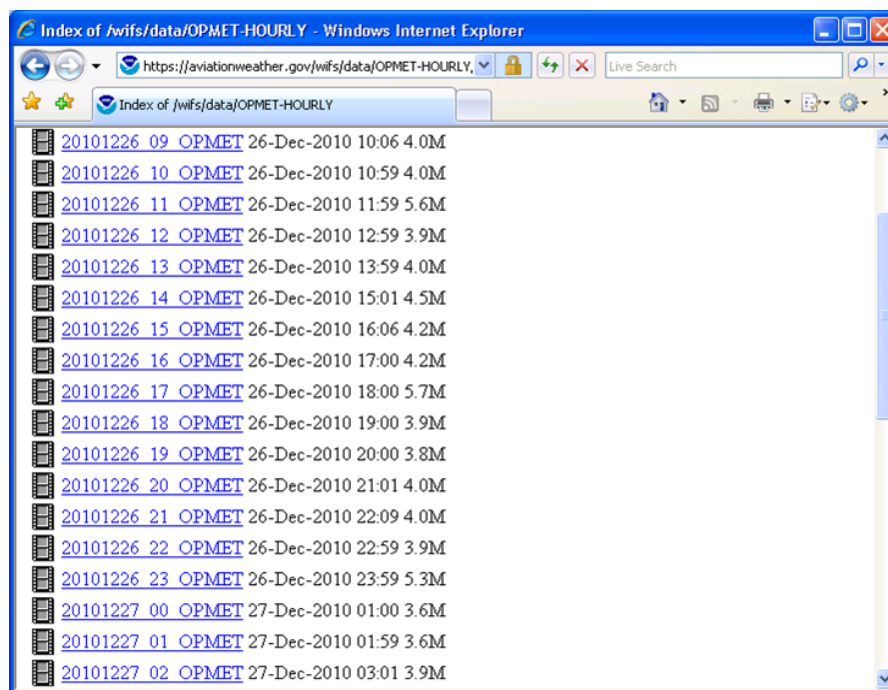 Index of /wifs/data/OPMET-HOURLY - Windows Internet Explorer
https://aviationweather.gov/wifs/data/OPMET-HOURLY, Live Search
Index of /wifs/data/OPMET-HOURLY
20101226_09_OPMET 26-Dec-2010 10:06 4.0M
20101226_10_OPMET 26-Dec-2010 10:59 4.0M
20101226_11_OPMET 26-Dec-2010 11:59 5.6M
20101226_12_OPMET 26-Dec-2010 12:59 3.9M
20101226_13_OPMET 26-Dec-2010 13:59 4.0M
20101226_14_OPMET 26-Dec-2010 15:01 4.5M
20101226_15_OPMET 26-Dec-2010 16:06 4.2M
20101226_16_OPMET 26-Dec-2010 17:00 4.2M
20101226_17_OPMET 26-Dec-2010 18:00 5.7M
20101226_18_OPMET 26-Dec-2010 19:00 3.9M
20101226_19_OPMET 26-Dec-2010 20:00 3.8M
20101226_20_OPMET 26-Dec-2010 21:01 4.0M
20101226_21_OPMET 26-Dec-2010 22:09 4.0M
20101226_22_OPMET 26-Dec-2010 22:59 3.9M
20101226_23_OPMET 26-Dec-2010 23:59 5.3M
20101227_00_OPMET 27-Dec-2010 01:00 3.6M
20101227_01_OPMET 27-Dec-2010 01:59 3.6M
20101227_02_OPMET 27-Dec-2010 03:01 3.9M